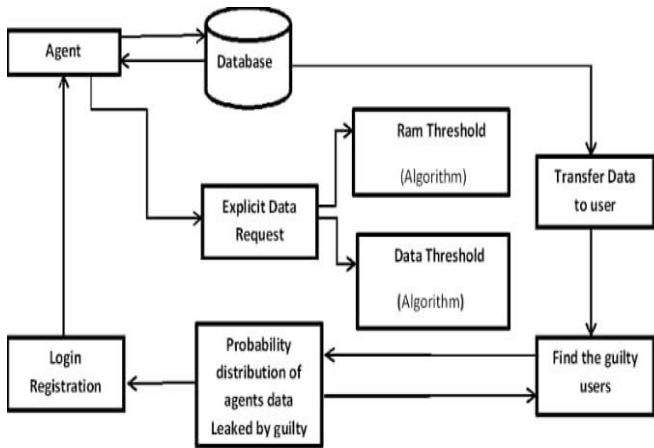 Agent
Database
Ram Threshold
(Algorithm)
Explicit Data
Request
Transfer Data
to user
Data Threshold
(Algorithm)
Login
Registration
Probability
distribution of
agents data
Leaked by guilty
Find the guilty
users